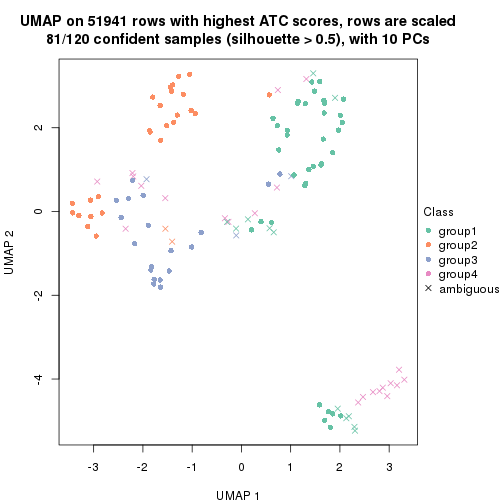 UMAP on 51941 rows with highest ATC scores, rows are scaled
81/120 confident samples (silhouette > 0.5), with 10 PCs
2
0
-2
-4
UMAP 2
-3
-2
-1
0
1
2
3
UMAP 1
Class
group1
group2
group3
group4
ambiguous